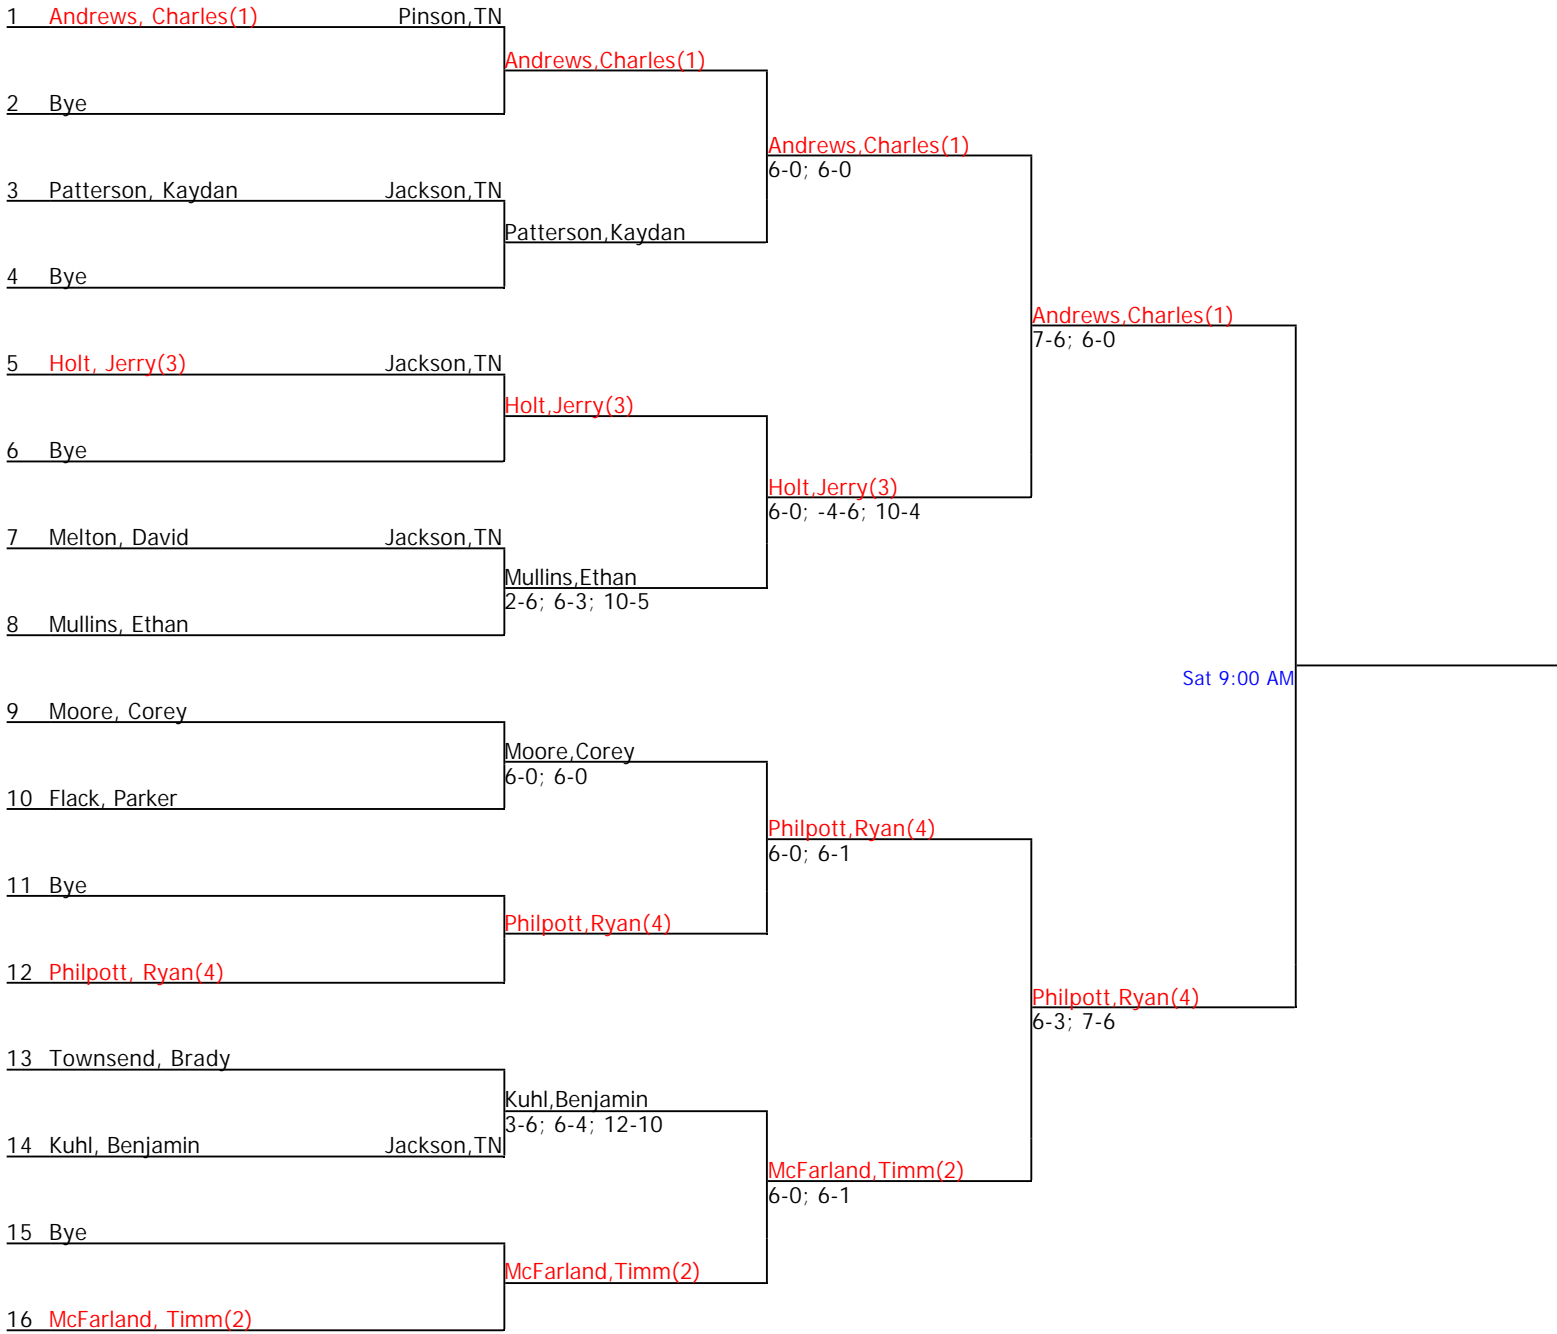 1 Andrews, Charles(1) Pinson,TN
Andrews,Charles(1)
2 Bye
Andrews,Charles(1)
6-0; 6-0
3 Patterson, Kaydan Jackson,TN
Patterson,Kaydan
4 Bye
Andrews,Charles(1)
7-6; 6-0
5 Holt, Jerry(3) Jackson,TN
Holt,Jerry(3)
6 Bye
Holt,Jerry(3)
6-0; -4-6; 10-4
7 Melton, David Jackson,TN
Mullins,Ethan
2-6; 6-3; 10-5
8 Mullins, Ethan
Sat 9:00 AM
9 Moore, Corey
Moore,Corey
6-0; 6-0
10 Flack, Parker
Philpott,Ryan(4)
6-0; 6-1
11 Bye
Philpott,Ryan(4)
12 Philpott, Ryan(4)
Philpott,Ryan(4)
6-3; 7-6
13 Townsend, Brady
Kuhl,Benjamin
3-6; 6-4; 12-10
14 Kuhl, Benjamin Jackson,TN
McFarland,Timm(2)
6-0; 6-1
15 Bye
McFarland,Timm(2)
16 McFarland, Timm(2)